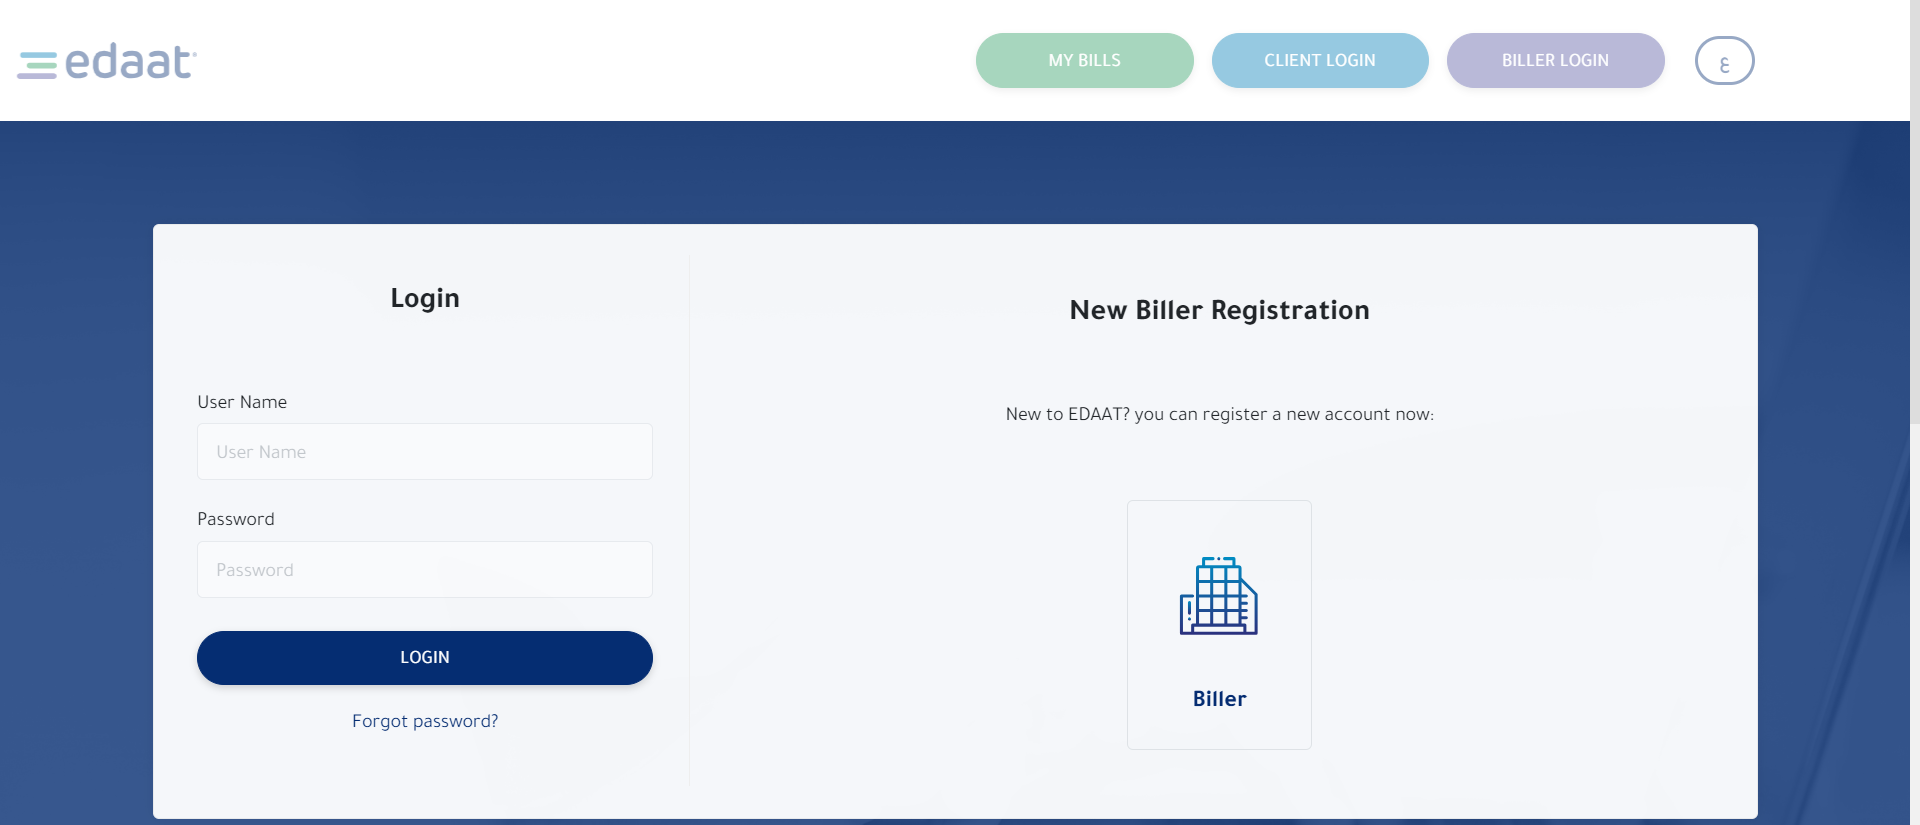 edaat
MY BILLS
CLIENT LOGIN
BILLER LOGIN
ع
Login
User Name
User Name
Password
Password
LOGIN
Forgot password?
New Biller Registration
New to EDAAT? you can register a new account now:
Biller